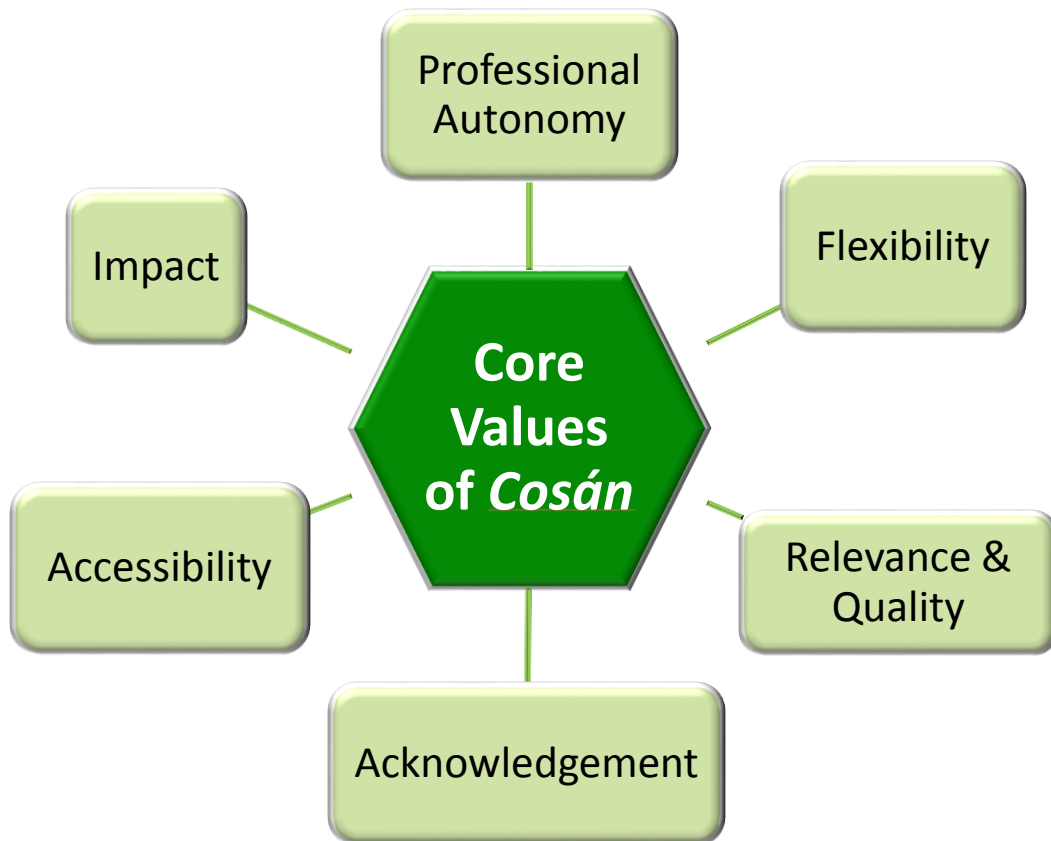 Professional
Autonomy
Flexibility
Impact
Core
Values
of Cosán
Accessibility
Relevance &
Quality
Acknowledgement